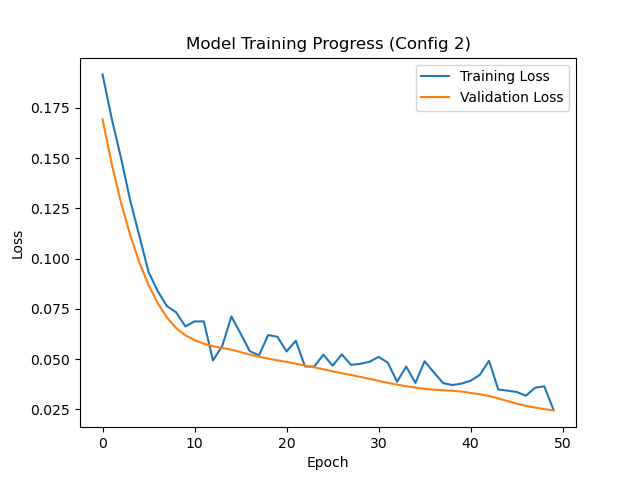 Model Training Progress (Config 2)
Training Loss
Validation Loss
Loss
0.175
0.150
0.125
0.100
0.075
0.050
0.025
0 10 20 30 40 50
Epoch